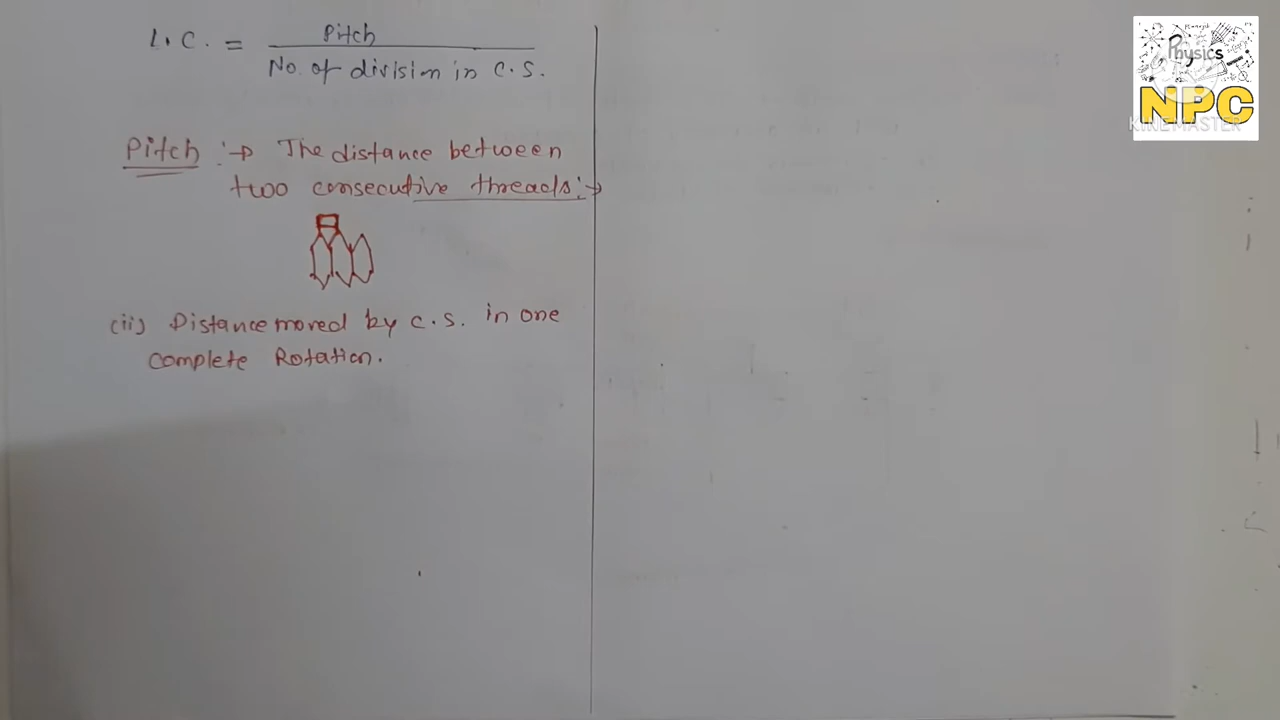 L.C. = Pitch
No. of division in C.S.
Pitch :→ The distance between
two consecutive threads:→
(ii) Distance moved by C.S. in one
Complete Rotation.
Physics
NPC
KINEMASTER